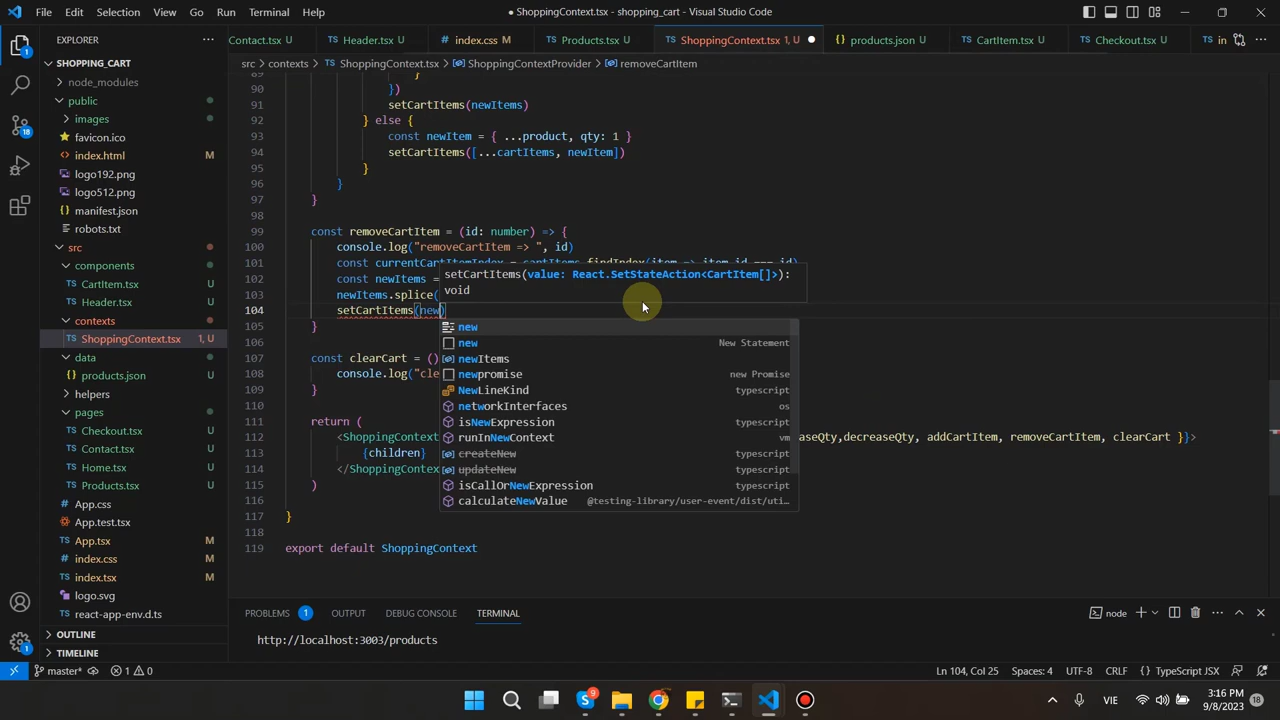 File Edit Selection View Go Run Terminal Help
● ShoppingContext.tsx - shopping_cart - Visual Studio Code
EXPLORER
SHOPPING_CART
node_modules
public
images
favicon.ico
index.html M
logo192.png
logo512.png
manifest.json
robots.txt
src
components
CartItem.tsx U
Header.tsx U
contexts
ShoppingContext.tsx 1, U
data
products.json U
helpers
pages
Checkout.tsx U
Contact.tsx U
Home.tsx U
Products.tsx U
App.css
App.test.tsx
App.tsx
index.css
index.tsx
logo.svg
react-app-env.d.ts
OUTLINE
TIMELINE
Contact.tsx U Header.tsx U index.css M Products.tsx U ShoppingContext.tsx 1, U ● products.json U CartItem.tsx U Checkout.tsx U in
src > contexts > ShoppingContext.tsx > ShoppingContextProvider > removeCartItem
89 }
90 })
91 setCartItems(newItems)
92 } else {
93 const newItem = { ...product, qty: 1 }
94 setCartItems([...cartItems, newItem])
95 }
96 }
97 }
98
99 const removeCartItem = (id: number) => {
100 console.log("removeCartItem => ", id)
101 const currentCartItemIndex = cartItems.findIndex(item => item.id === id)
102 const newItems =
103 newItems.splice(
104 setCartItems(new)
105 }
106
107 const clearCart = ()
108 console.log("cle
109 }
110
111 return (
112 <ShoppingContext aseQty,decreaseQty, addCartItem, removeCartItem, clearCart }}>
113 {children}
114 </ShoppingContext
115 )
116
117 }
118
119 export default ShoppingContext
setCartItems(value: React.SetStateAction<CartItem[]>):
void
new
new New Statement
newItems
newpromise new Promise
NewLineKind typescript
networkInterfaces os
isNewExpression typescript
runInNewContext vm
createNew typescript
updateNew typescript
isCallOrNewExpression typescript
calculateNewValue @testing-library/user-event/dist/uti...
PROBLEMS 1 OUTPUT DEBUG CONSOLE TERMINAL
node
http://localhost:3003/products
master* 1 0
Ln 104, Col 25 Spaces: 4 UTF-8 CRLF TypeScript JSX
VIE
3:16 PM
9/8/2023